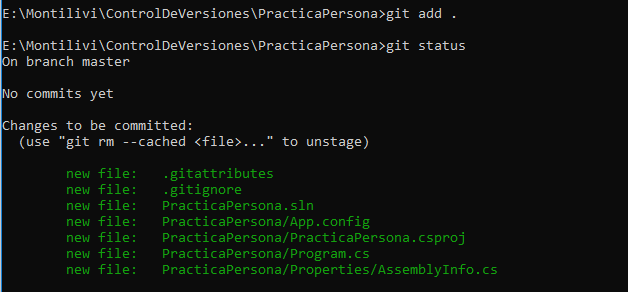 E:\Montilivi\ControlDeVersiones\PracticaPersona>git add .
E:\Montilivi\ControlDeVersiones\PracticaPersona>git status
On branch master
No commits yet
Changes to be committed:
  (use "git rm --cached <file>..." to unstage)
        new file:   .gitattributes
        new file:   .gitignore
        new file:   PracticaPersona.sln
        new file:   PracticaPersona/App.config
        new file:   PracticaPersona/PracticaPersona.csproj
        new file:   PracticaPersona/Program.cs
        new file:   PracticaPersona/Properties/AssemblyInfo.cs